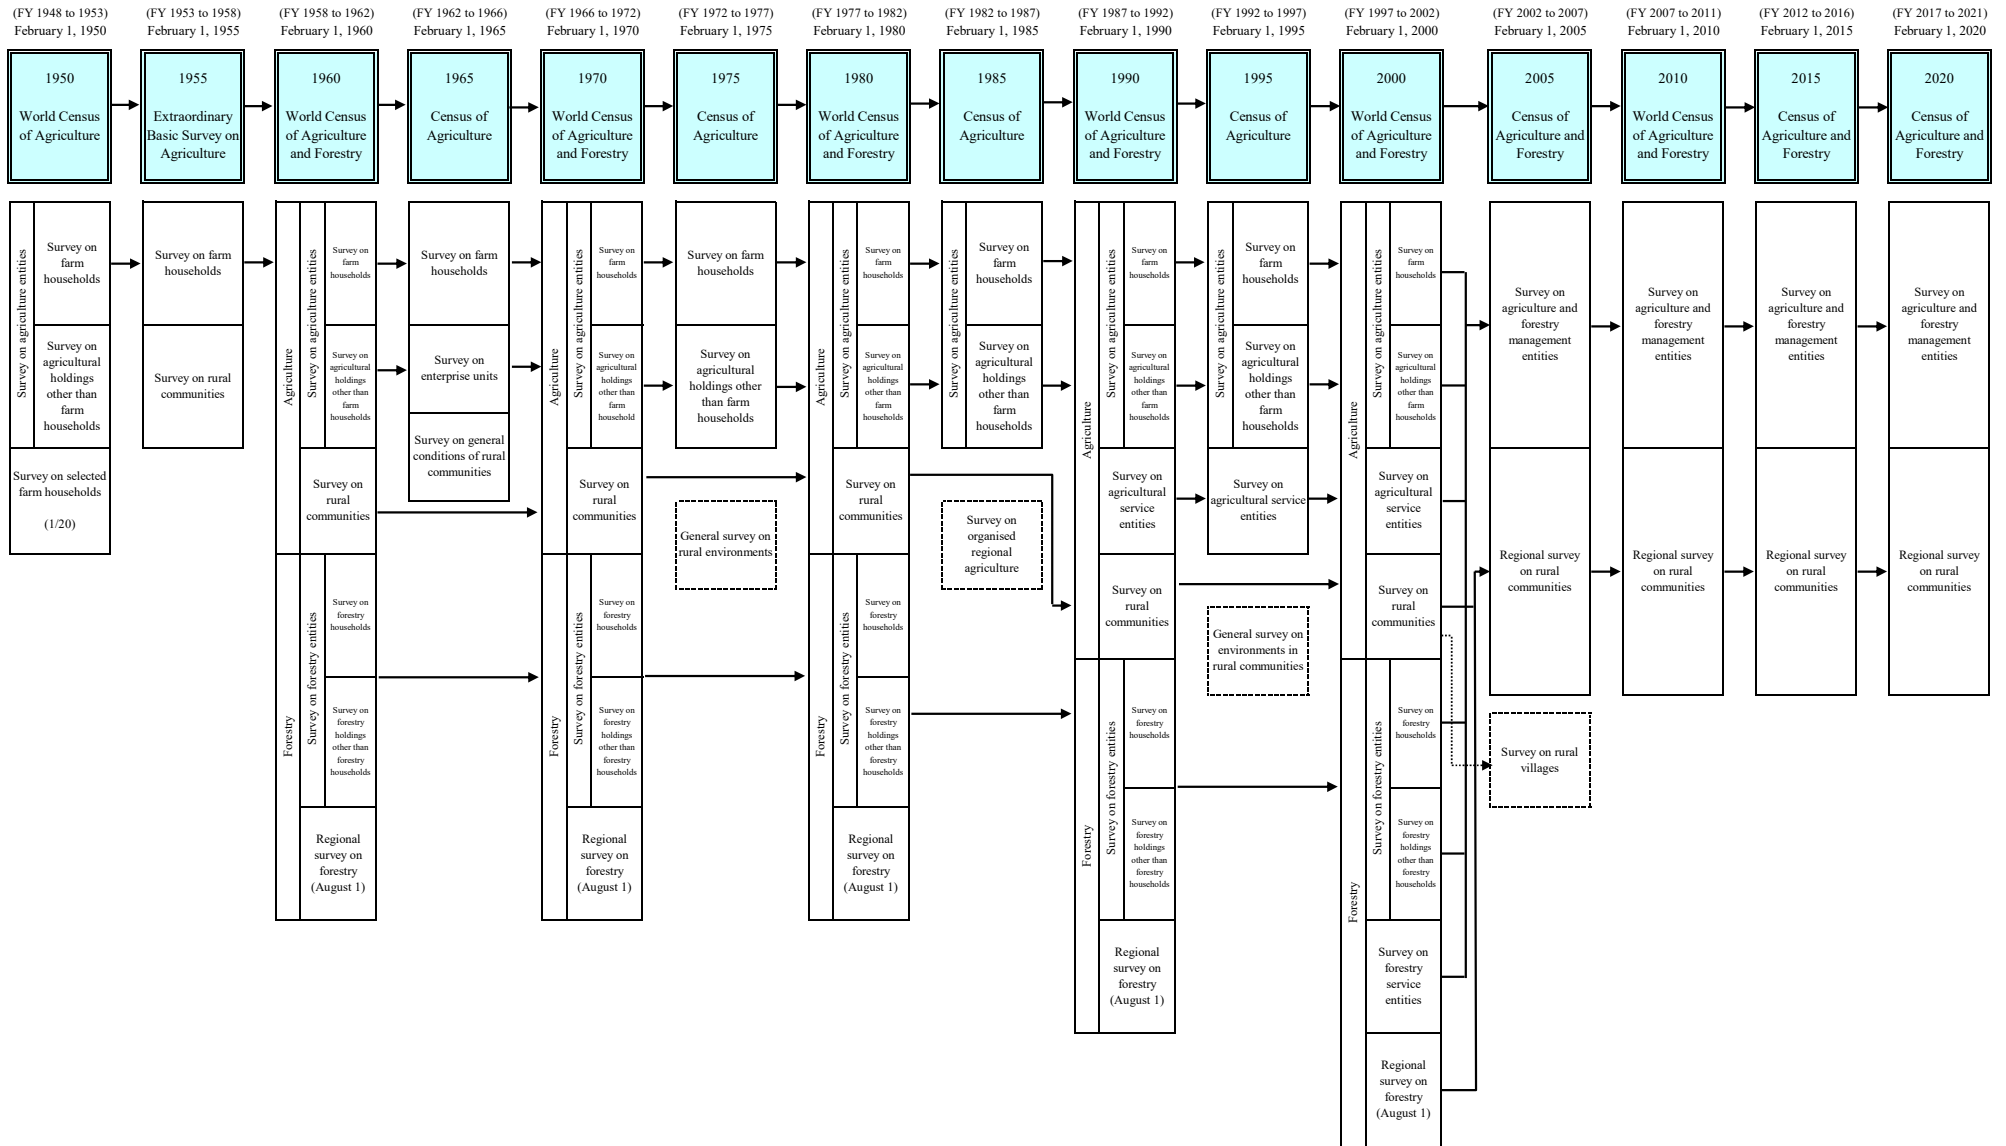 (FY 1948 to 1953)
February 1, 1950
(FY 1953 to 1958)
February 1, 1955
(FY 1958 to 1962)
February 1, 1960
(FY 1962 to 1966)
February 1, 1965
(FY 1966 to 1972)
February 1, 1970
(FY 1972 to 1977)
February 1, 1975
(FY 1977 to 1982)
February 1, 1980
(FY 1982 to 1987)
February 1, 1985
(FY 1987 to 1992)
February 1, 1990
(FY 1992 to 1997)
February 1, 1995
(FY 1997 to 2002)
February 1, 2000
(FY 2002 to 2007)
February 1, 2005
(FY 2007 to 2011)
February 1, 2010
(FY 2012 to 2016)
February 1, 2015
(FY 2017 to 2021)
February 1, 2020
1950
World Census
of Agriculture
1955
Extraordinary
Basic Survey on
Agriculture
1960
World Census
of Agriculture
and Forestry
1965
Census of
Agriculture
1970
World Census
of Agriculture
and Forestry
1975
Census of
Agriculture
1980
World Census
of Agriculture
and Forestry
1985
Census of
Agriculture
1990
World Census
of Agriculture
and Forestry
1995
Census of
Agriculture
2000
World Census
of Agriculture
and Forestry
2005
Census of
Agriculture and
Forestry
2010
World Census
of Agriculture
and Forestry
2015
Census of
Agriculture and
Forestry
2020
Census of
Agriculture and
Forestry
Survey on agriculture entities
Survey on
farm
households
Survey on
agricultural
holdings
other than
farm
households
Survey on selected
farm households
(1/20)
Survey on farm
households
Survey on rural
communities
Agriculture
Survey on agriculture entities
Survey on
farm
households
Survey on
agricultural
holdings
other than
farm
households
Survey on
rural
communities
Forestry
Survey on forestry entities
Survey on
forestry
households
Survey on
forestry
holdings
other than
forestry
households
Regional
survey on
forestry
(August 1)
Survey on farm
households
Survey on
enterprise units
Survey on general
conditions of rural
communities
Agriculture
Survey on agriculture entities
Survey on
farm
households
Survey on
agricultural
holdings
other than
farm
household
Survey on
rural
communities
Forestry
Survey on forestry entities
Survey on
forestry
households
Survey on
forestry
holdings
other than
forestry
households
Regional
survey on
forestry
(August 1)
Survey on farm
households
Survey on
agricultural
holdings other
than farm
households
General survey on
rural environments
Agriculture
Survey on agriculture entities
Survey on
farm
households
Survey on
agricultural
holdings
other than
farm
households
Survey on
rural
communities
Forestry
Survey on forestry entities
Survey on
forestry
households
Survey on
forestry
holdings
other than
forestry
households
Regional
survey on
forestry
(August 1)
Survey on agriculture entities
Survey on
farm
households
Survey on
agricultural
holdings
other than
farm
households
Survey on
organised
regional
agriculture
Agriculture
Survey on agriculture entities
Survey on
farm
households
Survey on
agricultural
holdings
other than
farm
households
Survey on
agricultural
service
entities
Survey on
rural
communities
Forestry
Survey on forestry entities
Survey on
forestry
households
Survey on
forestry
holdings
other than
forestry
households
Regional
survey on
forestry
(August 1)
Survey on agriculture entities
Survey on
farm
households
Survey on
agricultural
holdings
other than
farm
households
Survey on
agricultural service
entities
General survey on
environments in
rural communities
Agriculture
Survey on agriculture entities
Survey on
farm
households
Survey on
agricultural
holdings
other than
farm
households
Survey on
agricultural
service
entities
Survey on
rural
communities
Forestry
Survey on forestry entities
Survey on
forestry
households
Survey on
forestry
holdings
other than
forestry
households
Survey on
forestry
service
entities
Regional
survey on
forestry
(August 1)
Survey on
agriculture and
forestry
management
entities
Regional survey
on rural
communities
Survey on rural
villages
Survey on
agriculture and
forestry
management
entities
Regional survey
on rural
communities
Survey on
agriculture and
forestry
management
entities
Regional survey
on rural
communities
Survey on
agriculture and
forestry
management
entities
Regional survey
on rural
communities